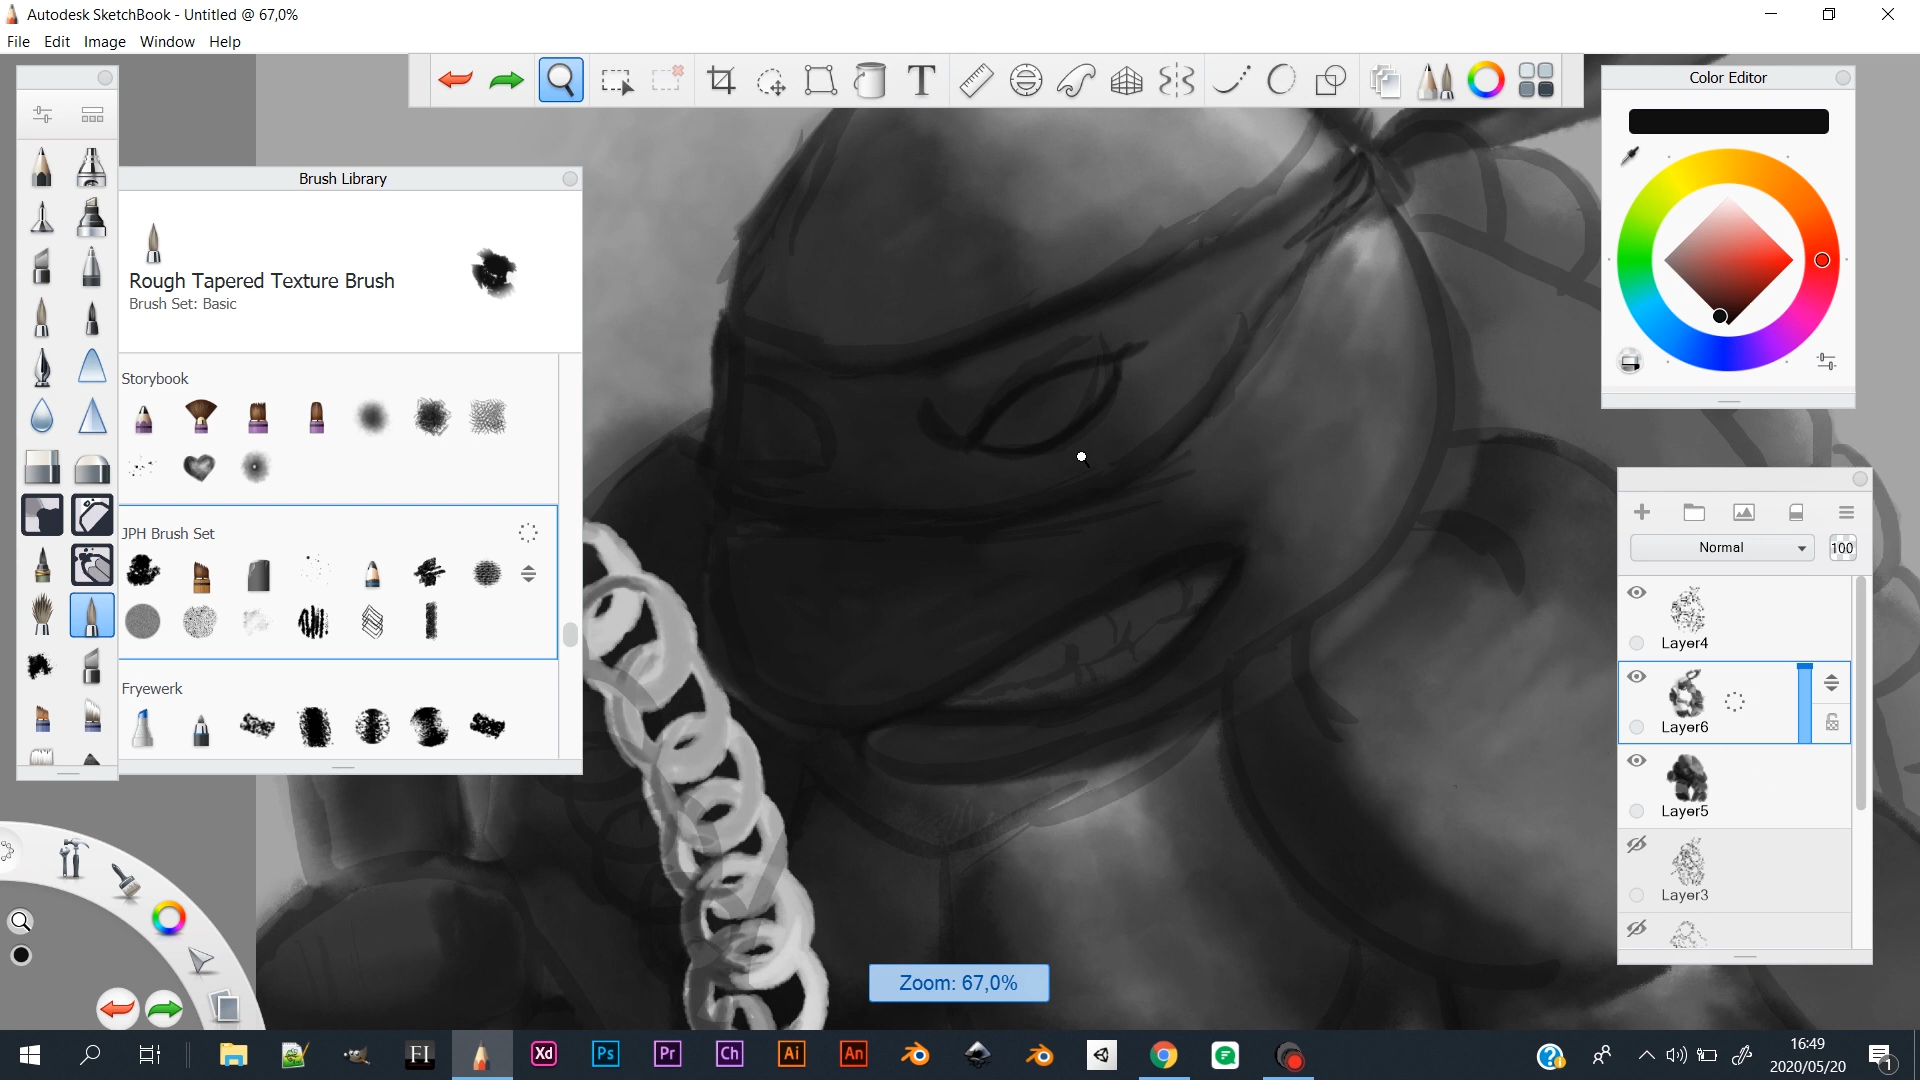 Autodesk SketchBook - Untitled @ 67,0%
File Edit Image Window Help
T
Brush Library
Rough Tapered Texture Brush
Brush Set: Basic
Storybook
JPH Brush Set
Fryewerk
Color Editor
Normal 100
Layer4
Layer6
Layer5
Layer3
Zoom: 67,0%
FI Xd Ps Pr Ch Ai An
16:49
2020/05/20
1